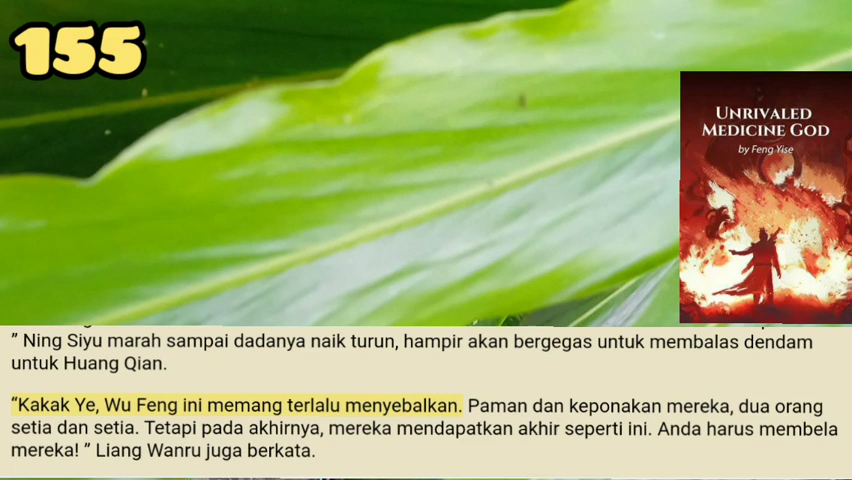 155
UNRIVALED
MEDICINE GOD
by Feng Yise
” Ning Siyu marah sampai dadanya naik turun, hampir akan bergegas untuk membalas dendam
untuk Huang Qian.
“Kakak Ye, Wu Feng ini memang terlalu menyebalkan. Paman dan keponakan mereka, dua orang
setia dan setia. Tetapi pada akhirnya, mereka mendapatkan akhir seperti ini. Anda harus membela
mereka! ” Liang Wanru juga berkata.